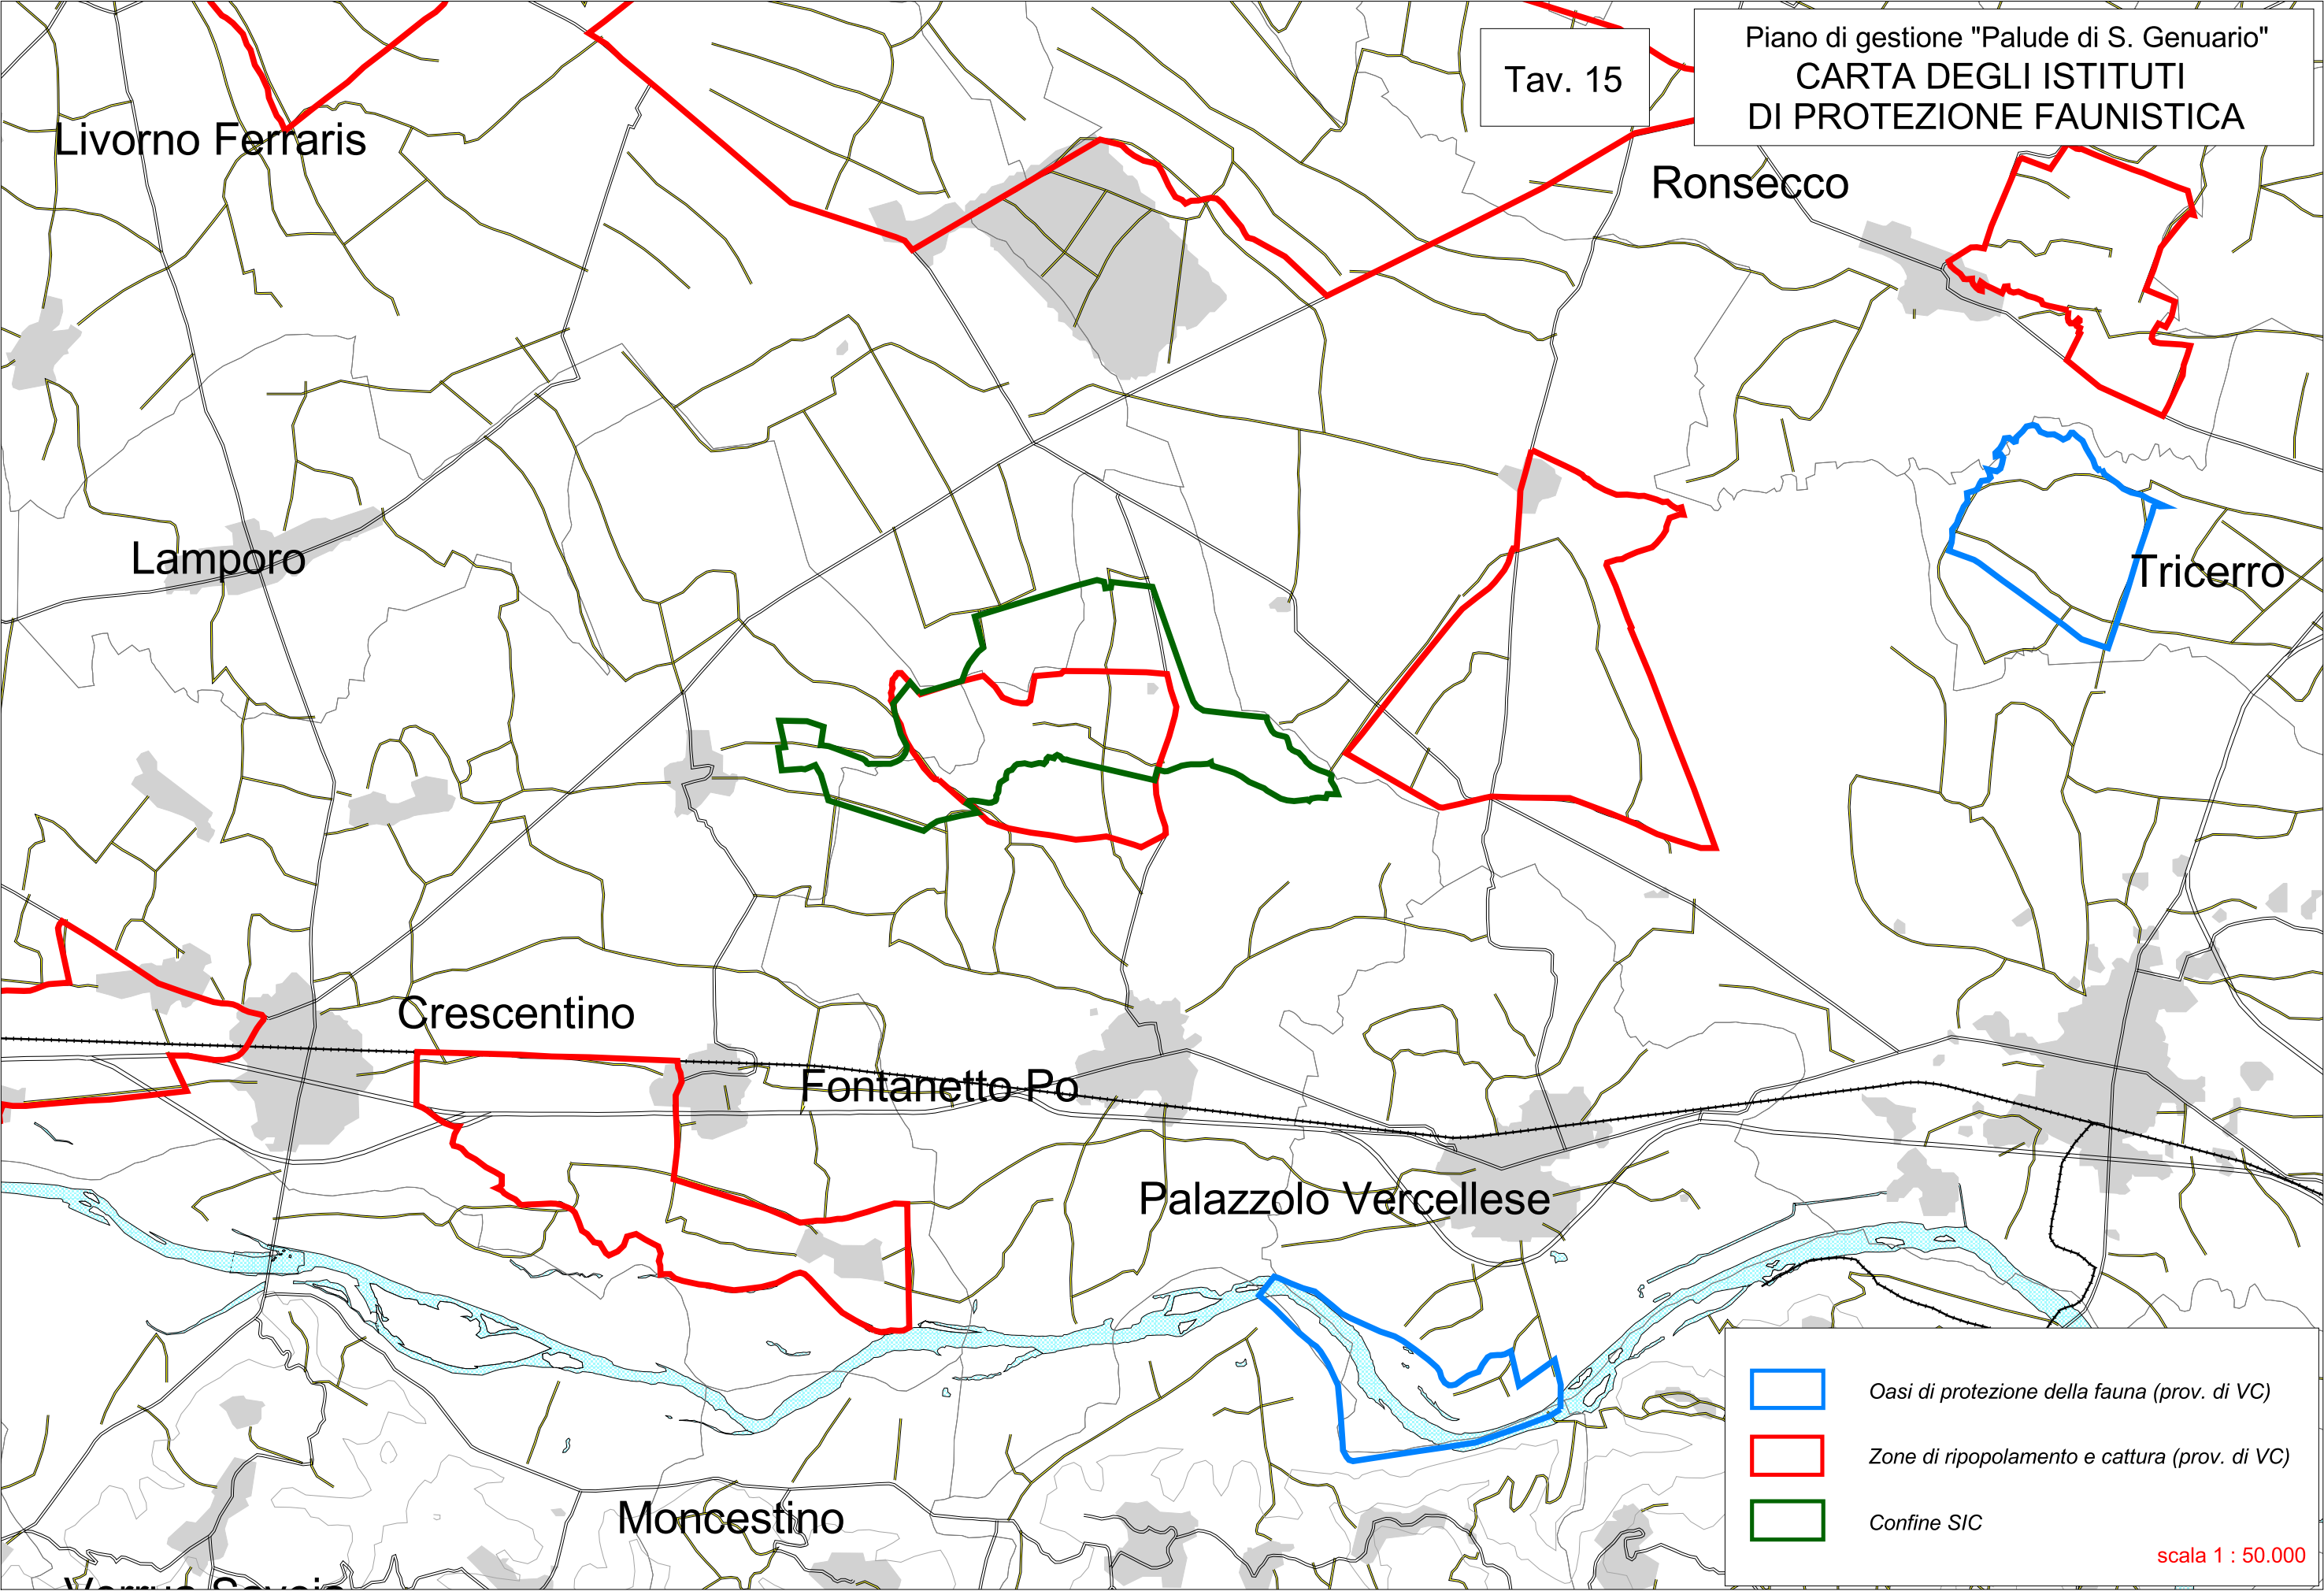 Piano di gestione "Palude di S. Genuario"
CARTA DEGLI ISTITUTI
DI PROTEZIONE FAUNISTICA
Tav. 15
Livorno Ferraris
Ronsecco
Lamporo
Tricerro
Crescentino
Fontanetto Po
Palazzolo Vercellese
Moncestino
Verrua Savoia
Oasi di protezione della fauna (prov. di VC)
Zone di ripopolamento e cattura (prov. di VC)
Confine SIC
scala 1 : 50.000